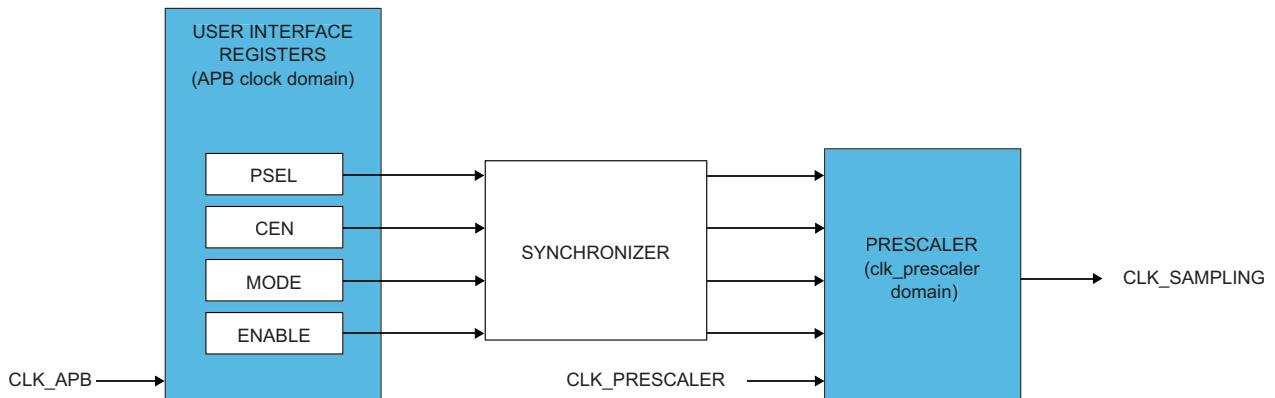 USER INTERFACE
REGISTERS
(APB clock domain)
PSEL
CEN
MODE
ENABLE
CLK_APB
SYNCHRONIZER
CLK_PRESCALER
PRESCALER
(clk_prescaler
domain)
CLK_SAMPLING